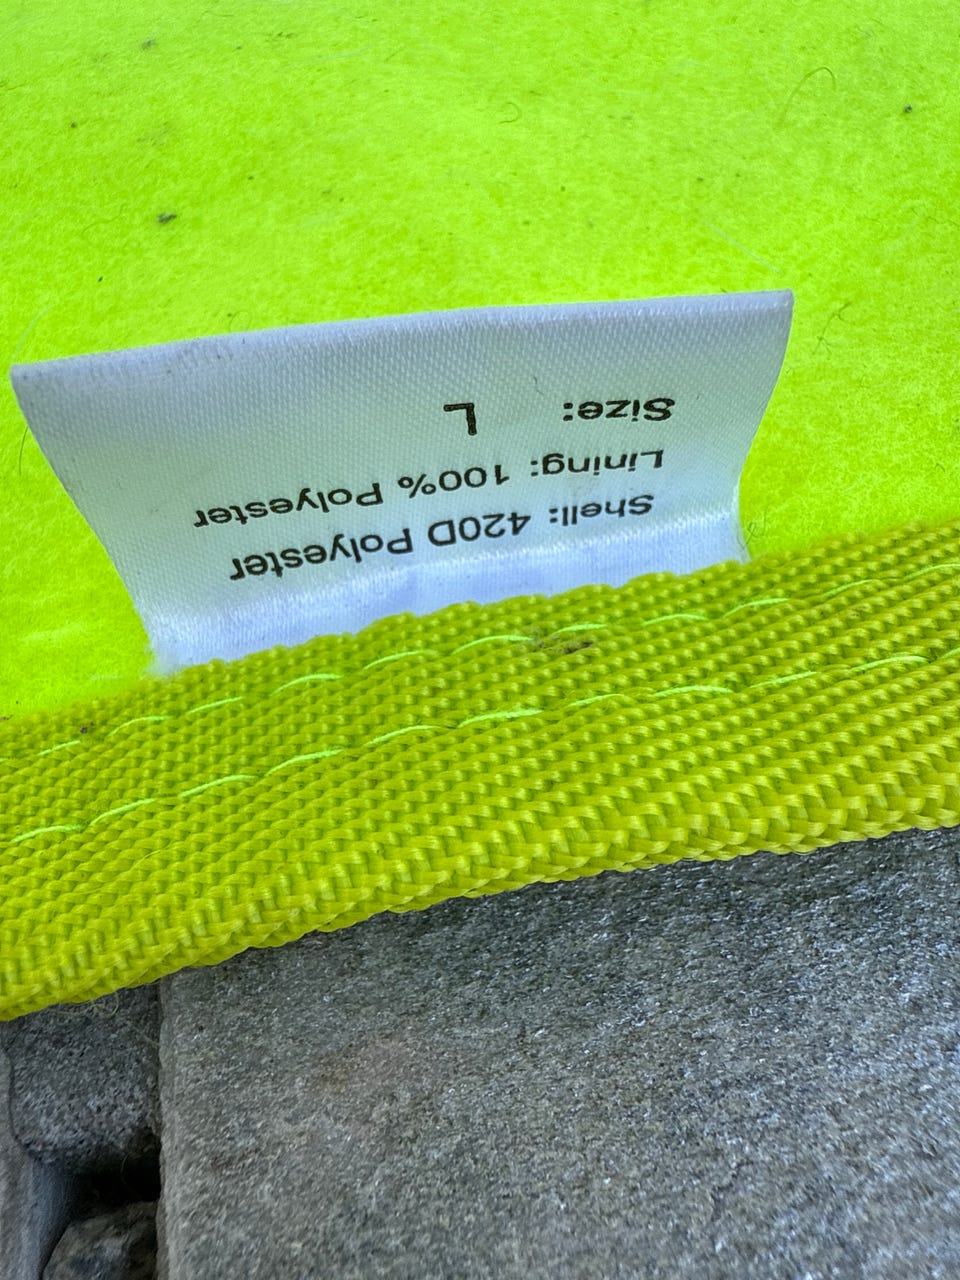 Shell: 420D Polyester
Lining: 100% Polyester
Size: L